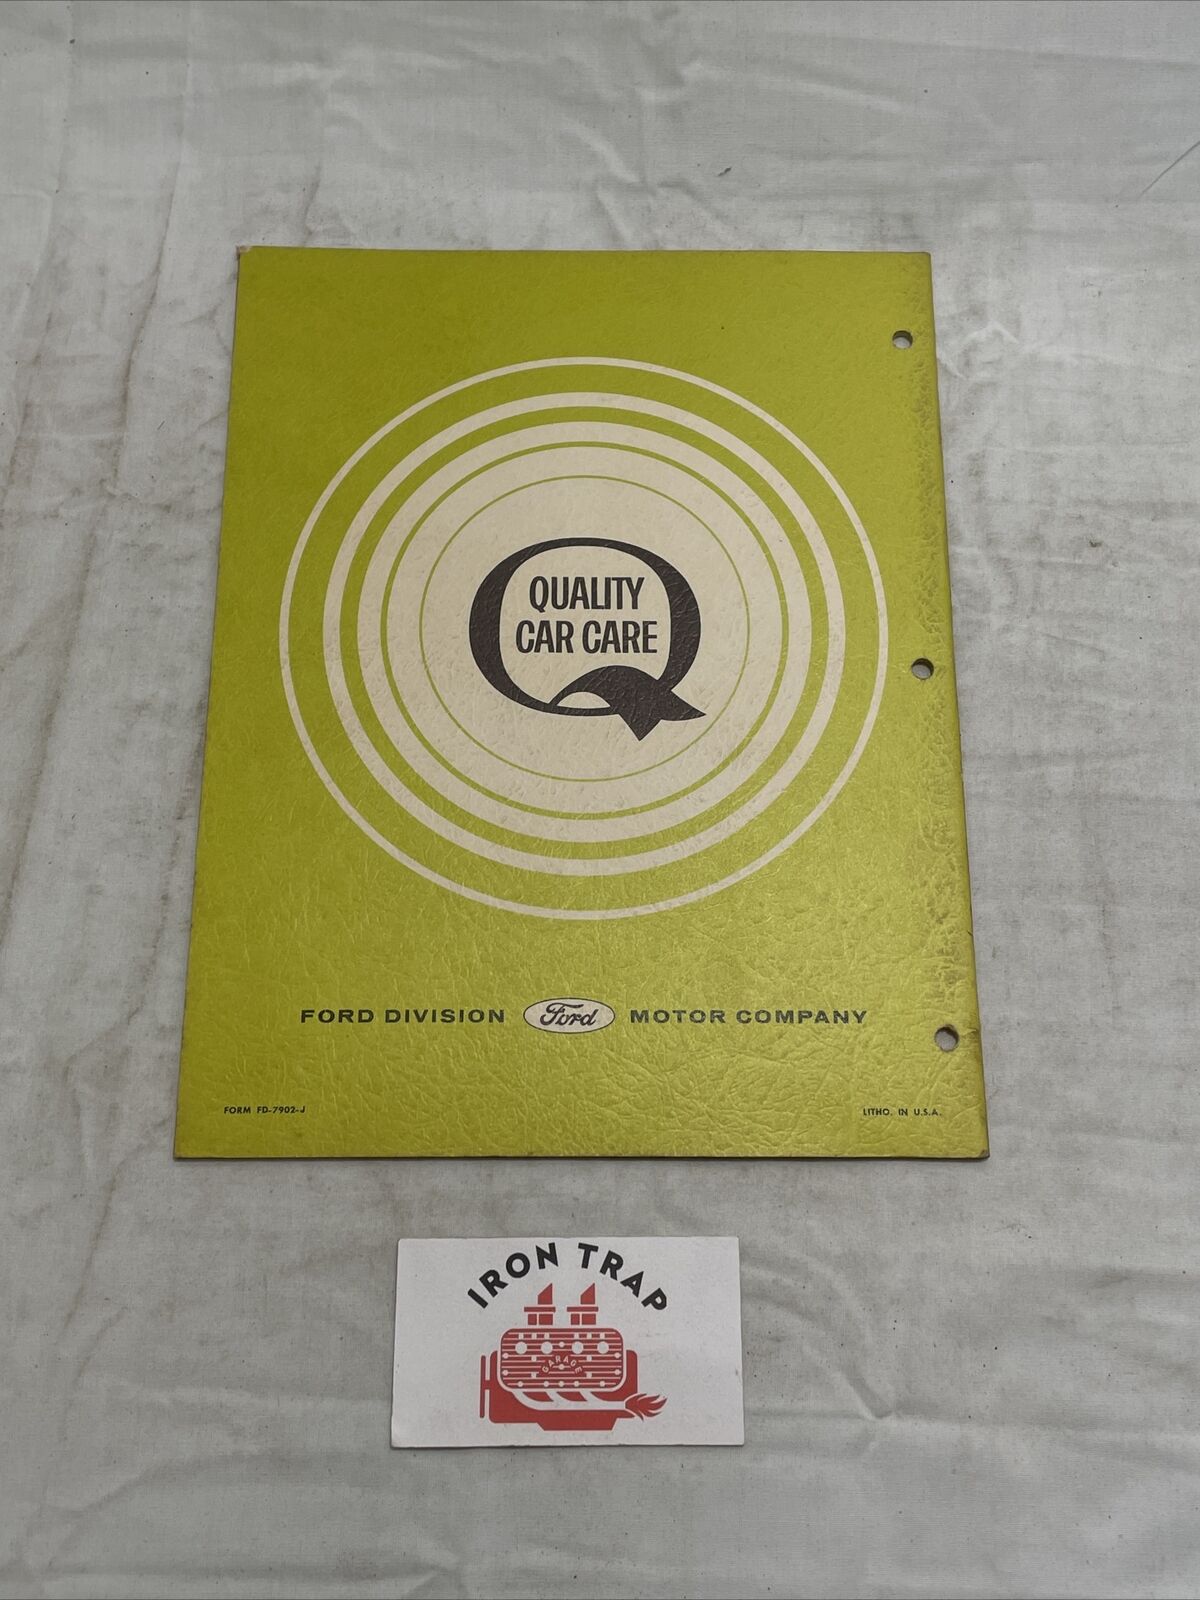 QUALITY
CAR CARE
FORD DIVISION Ford MOTOR COMPANY
FORM FD-7902-J LITHO. IN U.S.A.
IRON TRAP
GARAGE